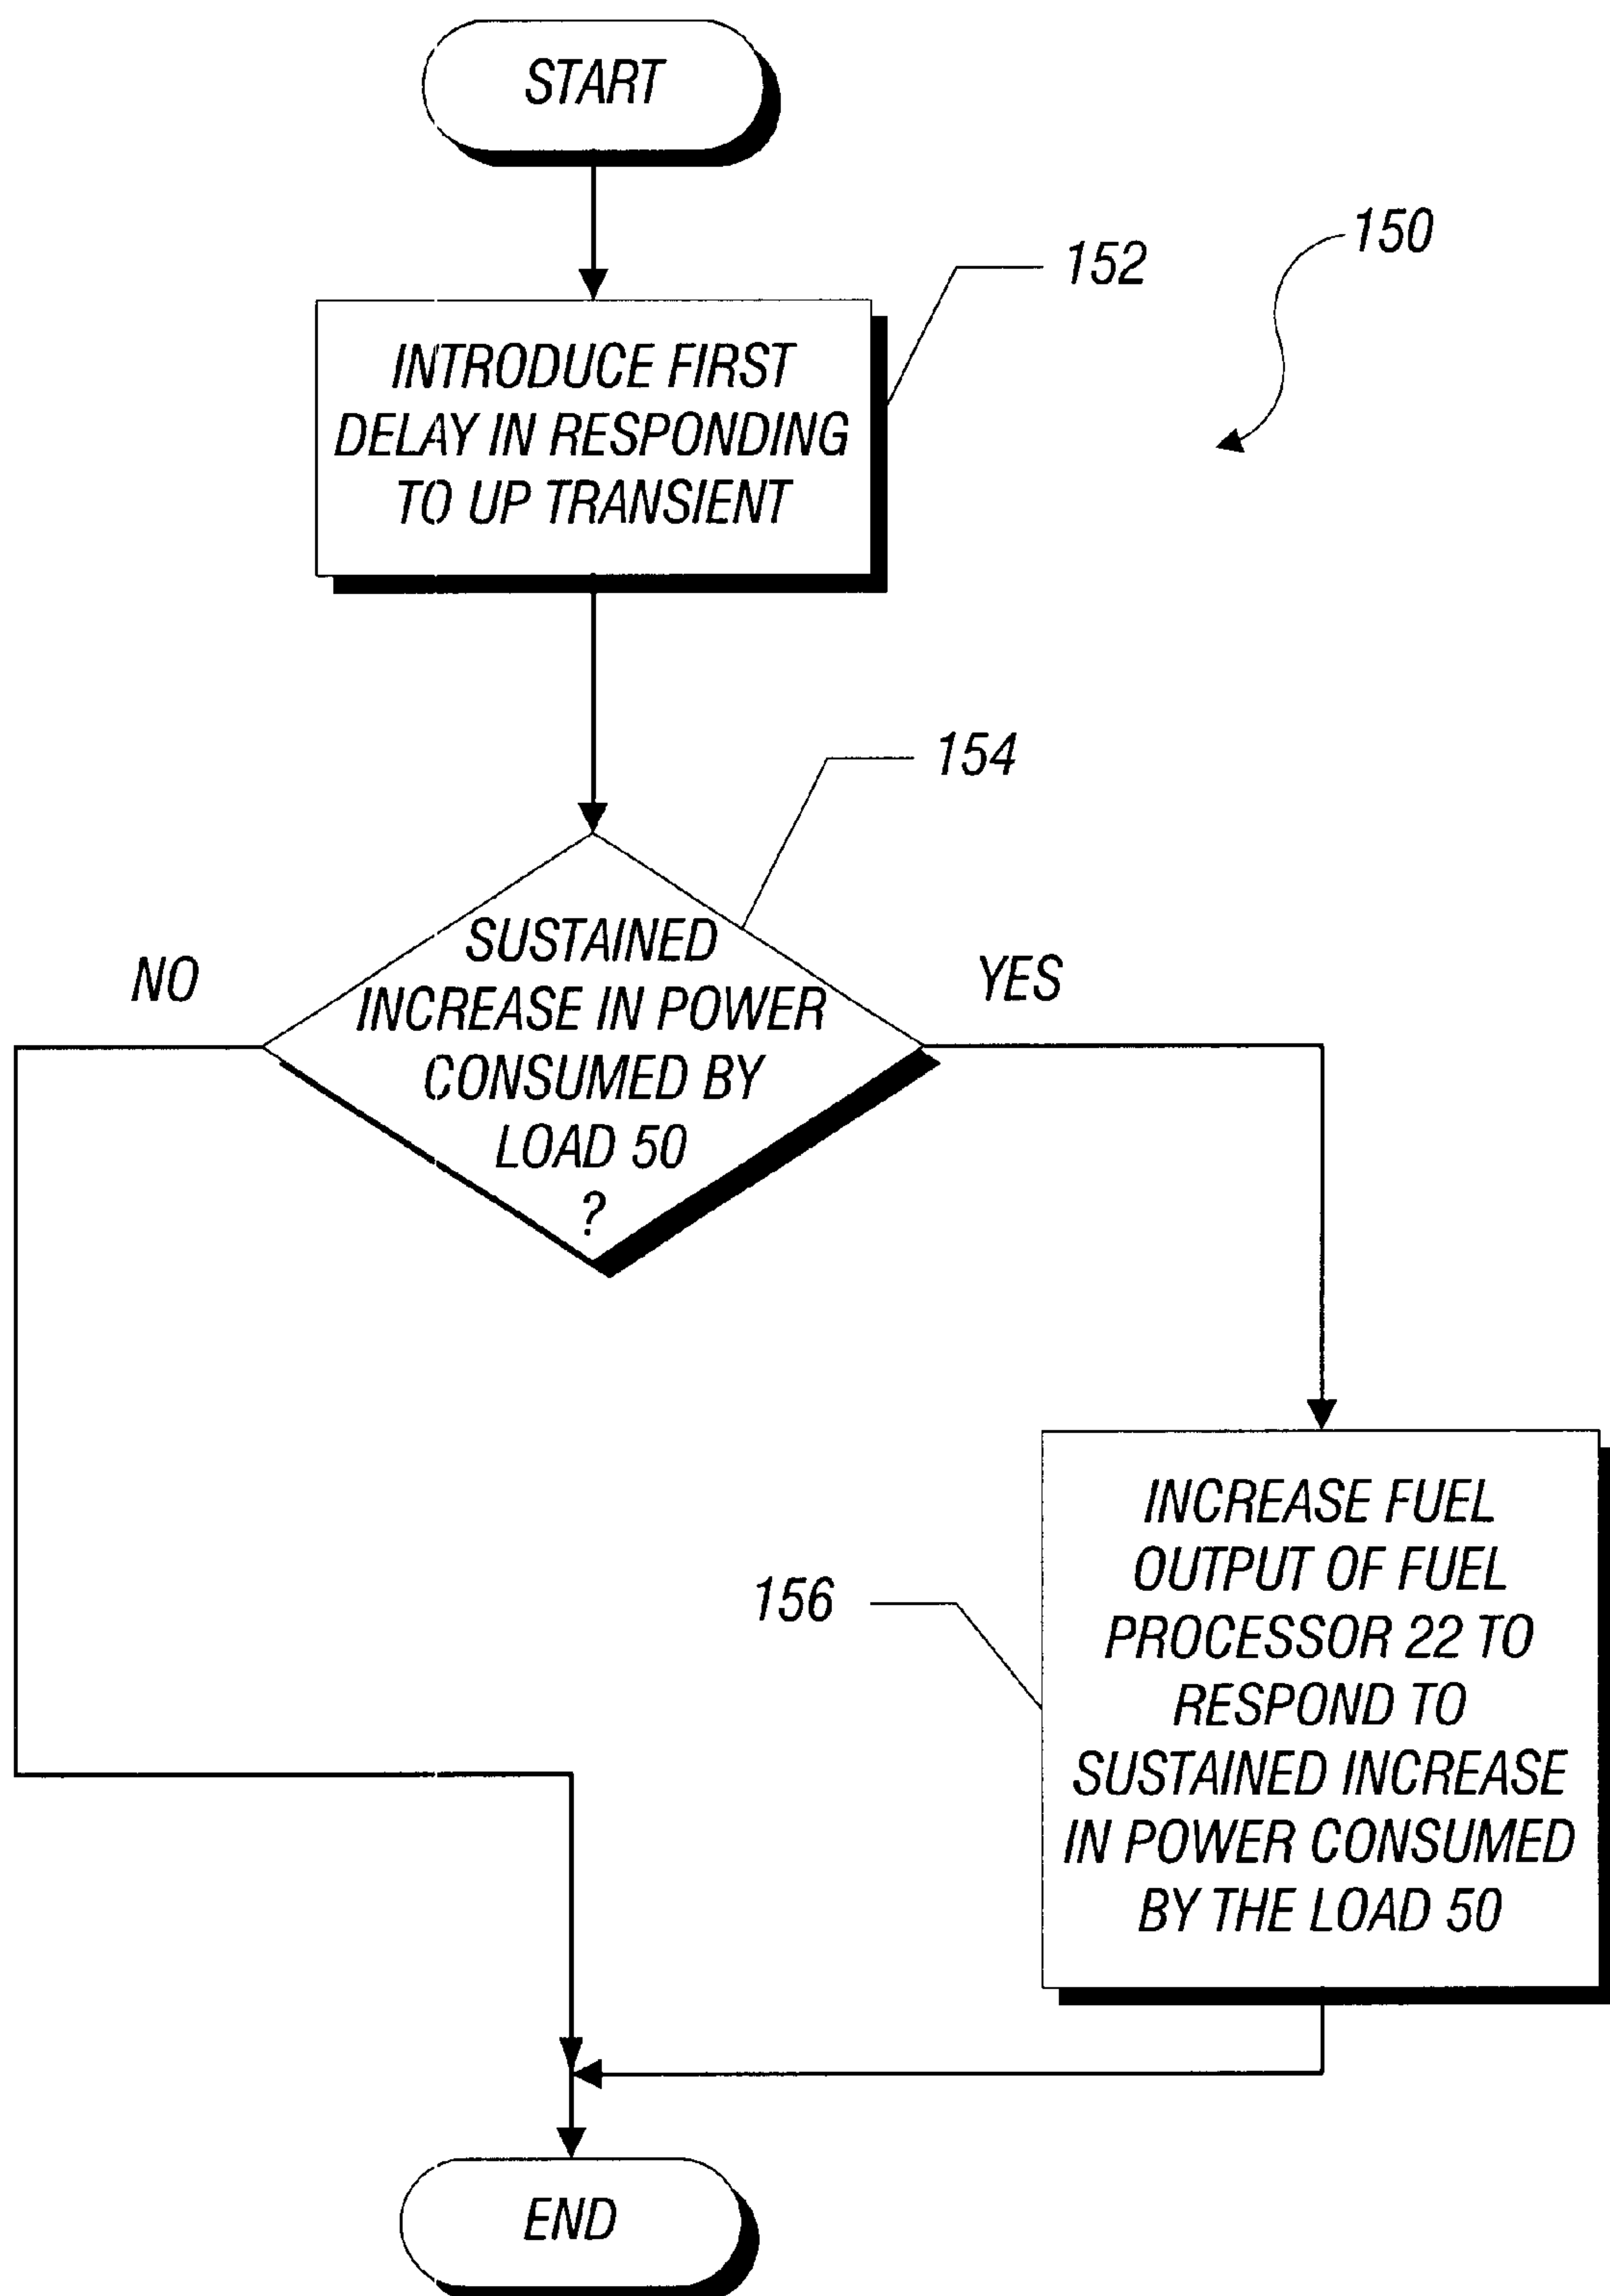 START
150
152
INTRODUCE FIRST
DELAY IN RESPONDING
TO UP TRANSIENT
154
SUSTAINED
INCREASE IN POWER
CONSUMED BY
LOAD 50
?
NO
YES
INCREASE FUEL
OUTPUT OF FUEL
PROCESSOR 22 TO
RESPOND TO
SUSTAINED INCREASE
IN POWER CONSUMED
BY THE LOAD 50
156
END